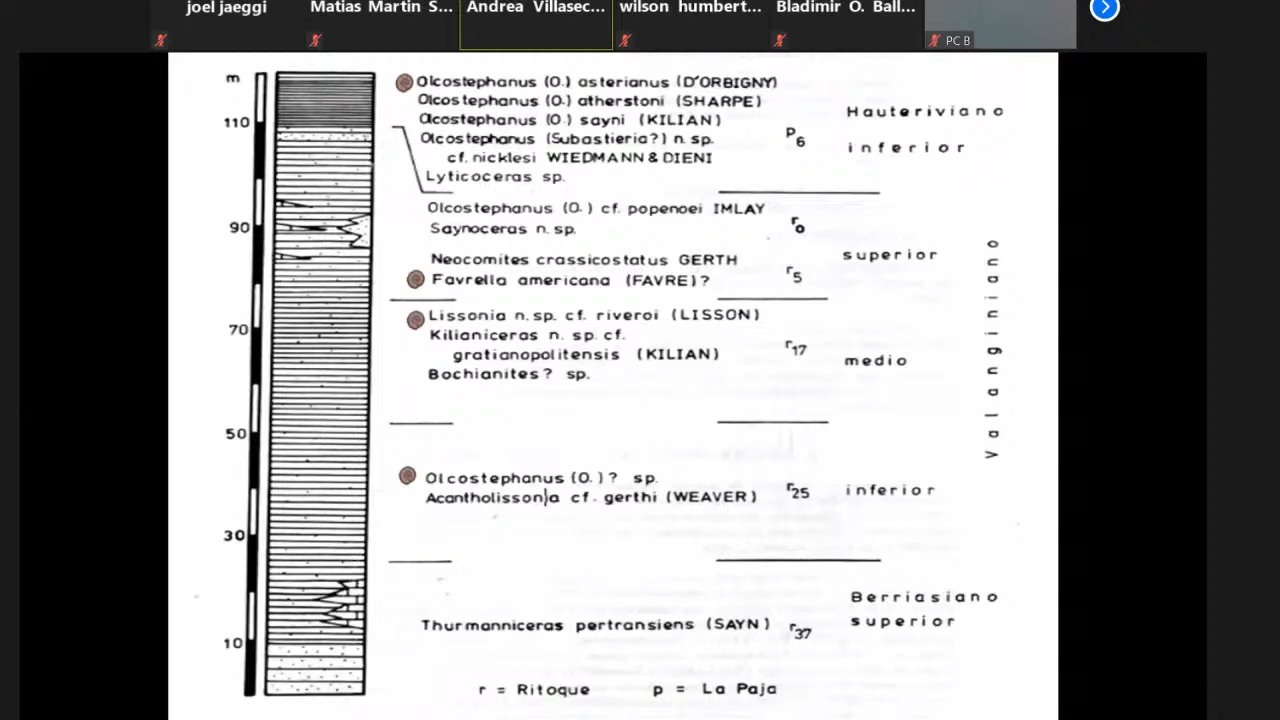 joel jaeggi
Matias Martin S...
Andrea Villasec...
wilson humbert...
Bladimir O. Ball...
PC B
m
110
90
70
50
30
10
Olcostephanus (O.) asterianus (D'ORBIGNY)
Olcostephanus (O.) atherstoni (SHARPE)
Olcostephanus (O.) sayni (KILIAN)
Olcostephanus (Subastieria?) n. sp.
cf. nicklesi WIEDMANN & DIENI
Lyticoceras sp.
P6
Hauteriviano
inferior
Olcostephanus (O.) cf. popenoei IMLAY
Saynoceras n. sp.
r0
Neocomites crassicostatus GERTH
Favrella americana (FAVRE)?
r5
superior
Lissonia n. sp. cf. riveroi (LISSON)
Kilianiceras n. sp. cf.
gratianopolitensis (KILIAN)
Bochianites? sp.
r17
medio
Olcostephanus (O.)? sp.
Acantholissonia cf. gerthi (WEAVER)
r25
inferior
Valanginiano
Thurmanniceras pertransiens (SAYN)
r37
Berriasiano
superior
r = Ritoque p = La Paja